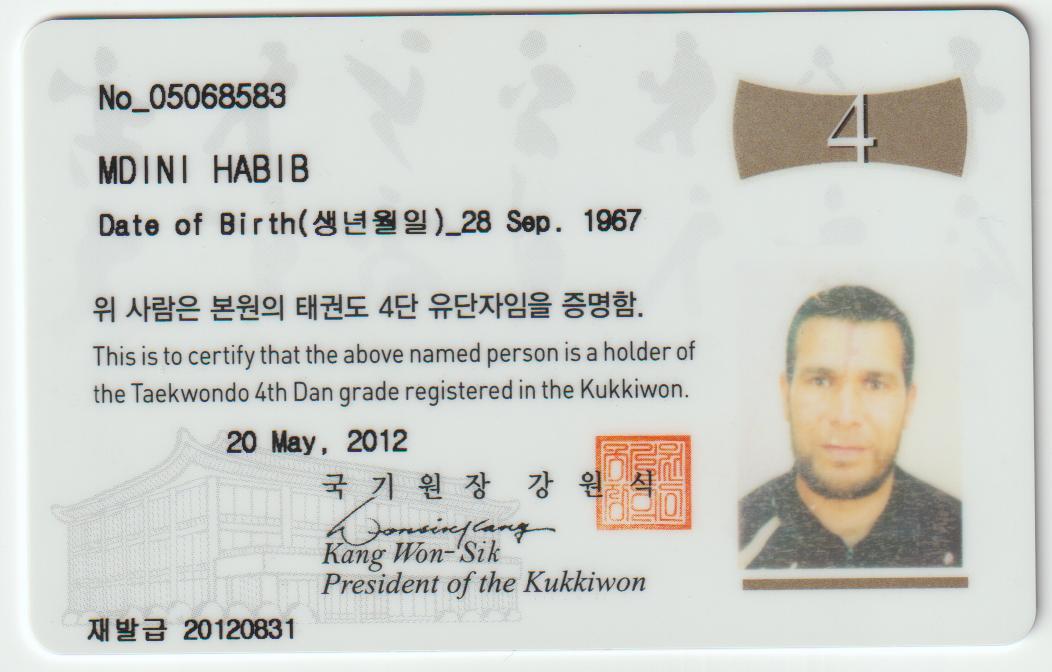 No_05068583
4
MDINI HABIB
Date of Birth(생년월일)_28 Sep. 1967
위 사람은 본원의 태권도 4단 유단자임을 증명함.
This is to certify that the above named person is a holder of
the Taekwondo 4th Dan grade registered in the Kukkiwon.
20 May, 2012
국 기 원 장 강 원 식
Kang Won-Sik
President of the Kukkiwon
재발급 20120831